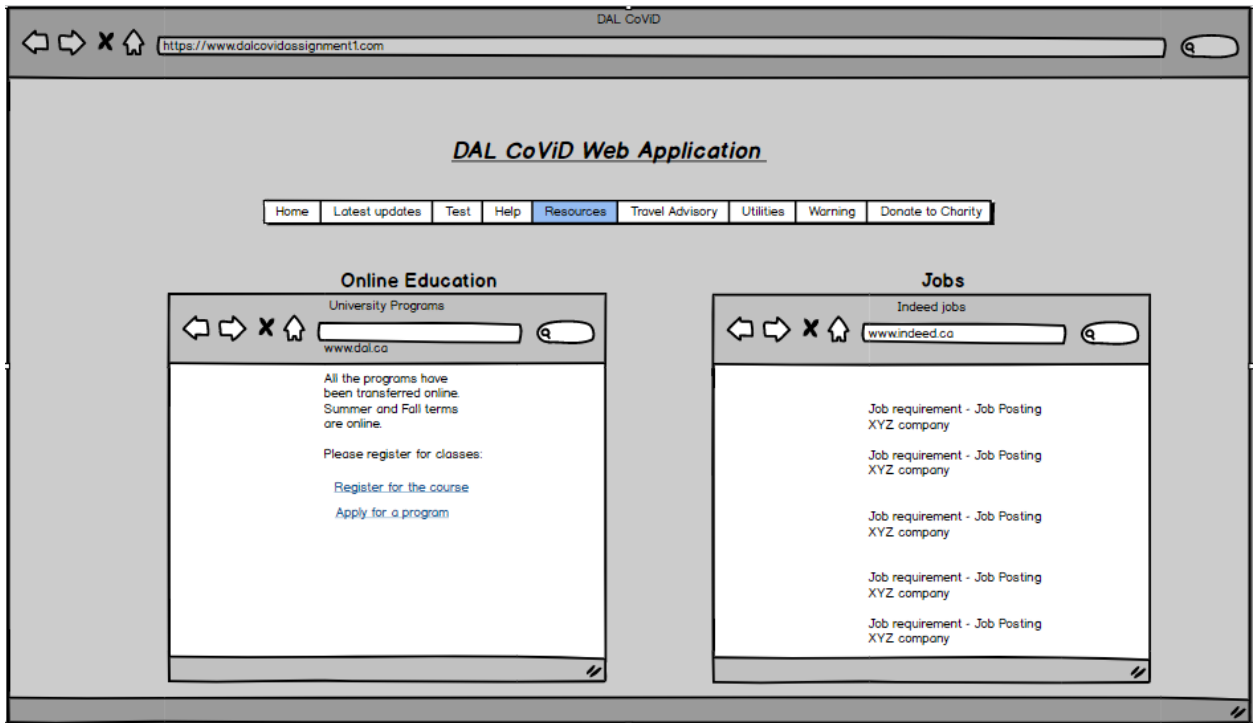 DAL CoViD
https://www.dalcovidassignment1.com
DAL CoViD Web Application
Home Latest updates Test Help Resources Travel Advisory Utilities Warning Donate to Charity
Online Education
University Programs
www.dal.ca
All the programs have
been transferred online.
Summer and Fall terms
are online.
Please register for classes:
Register for the course
Apply for a program
Jobs
Indeed jobs
www.indeed.ca
Job requirement - Job Posting
XYZ company
Job requirement - Job Posting
XYZ company
Job requirement - Job Posting
XYZ company
Job requirement - Job Posting
XYZ company
Job requirement - Job Posting
XYZ company